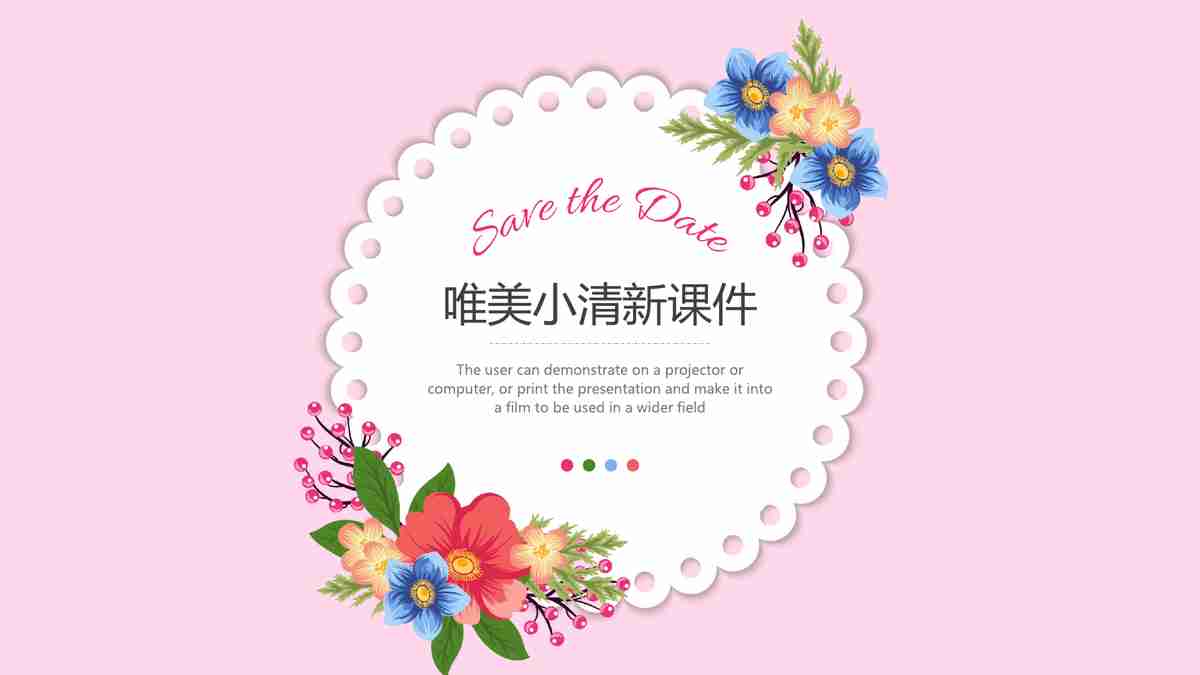 Save the Date
唯美小清新课件
The user can demonstrate on a projector or
computer, or print the presentation and make it into
a film to be used in a wider field